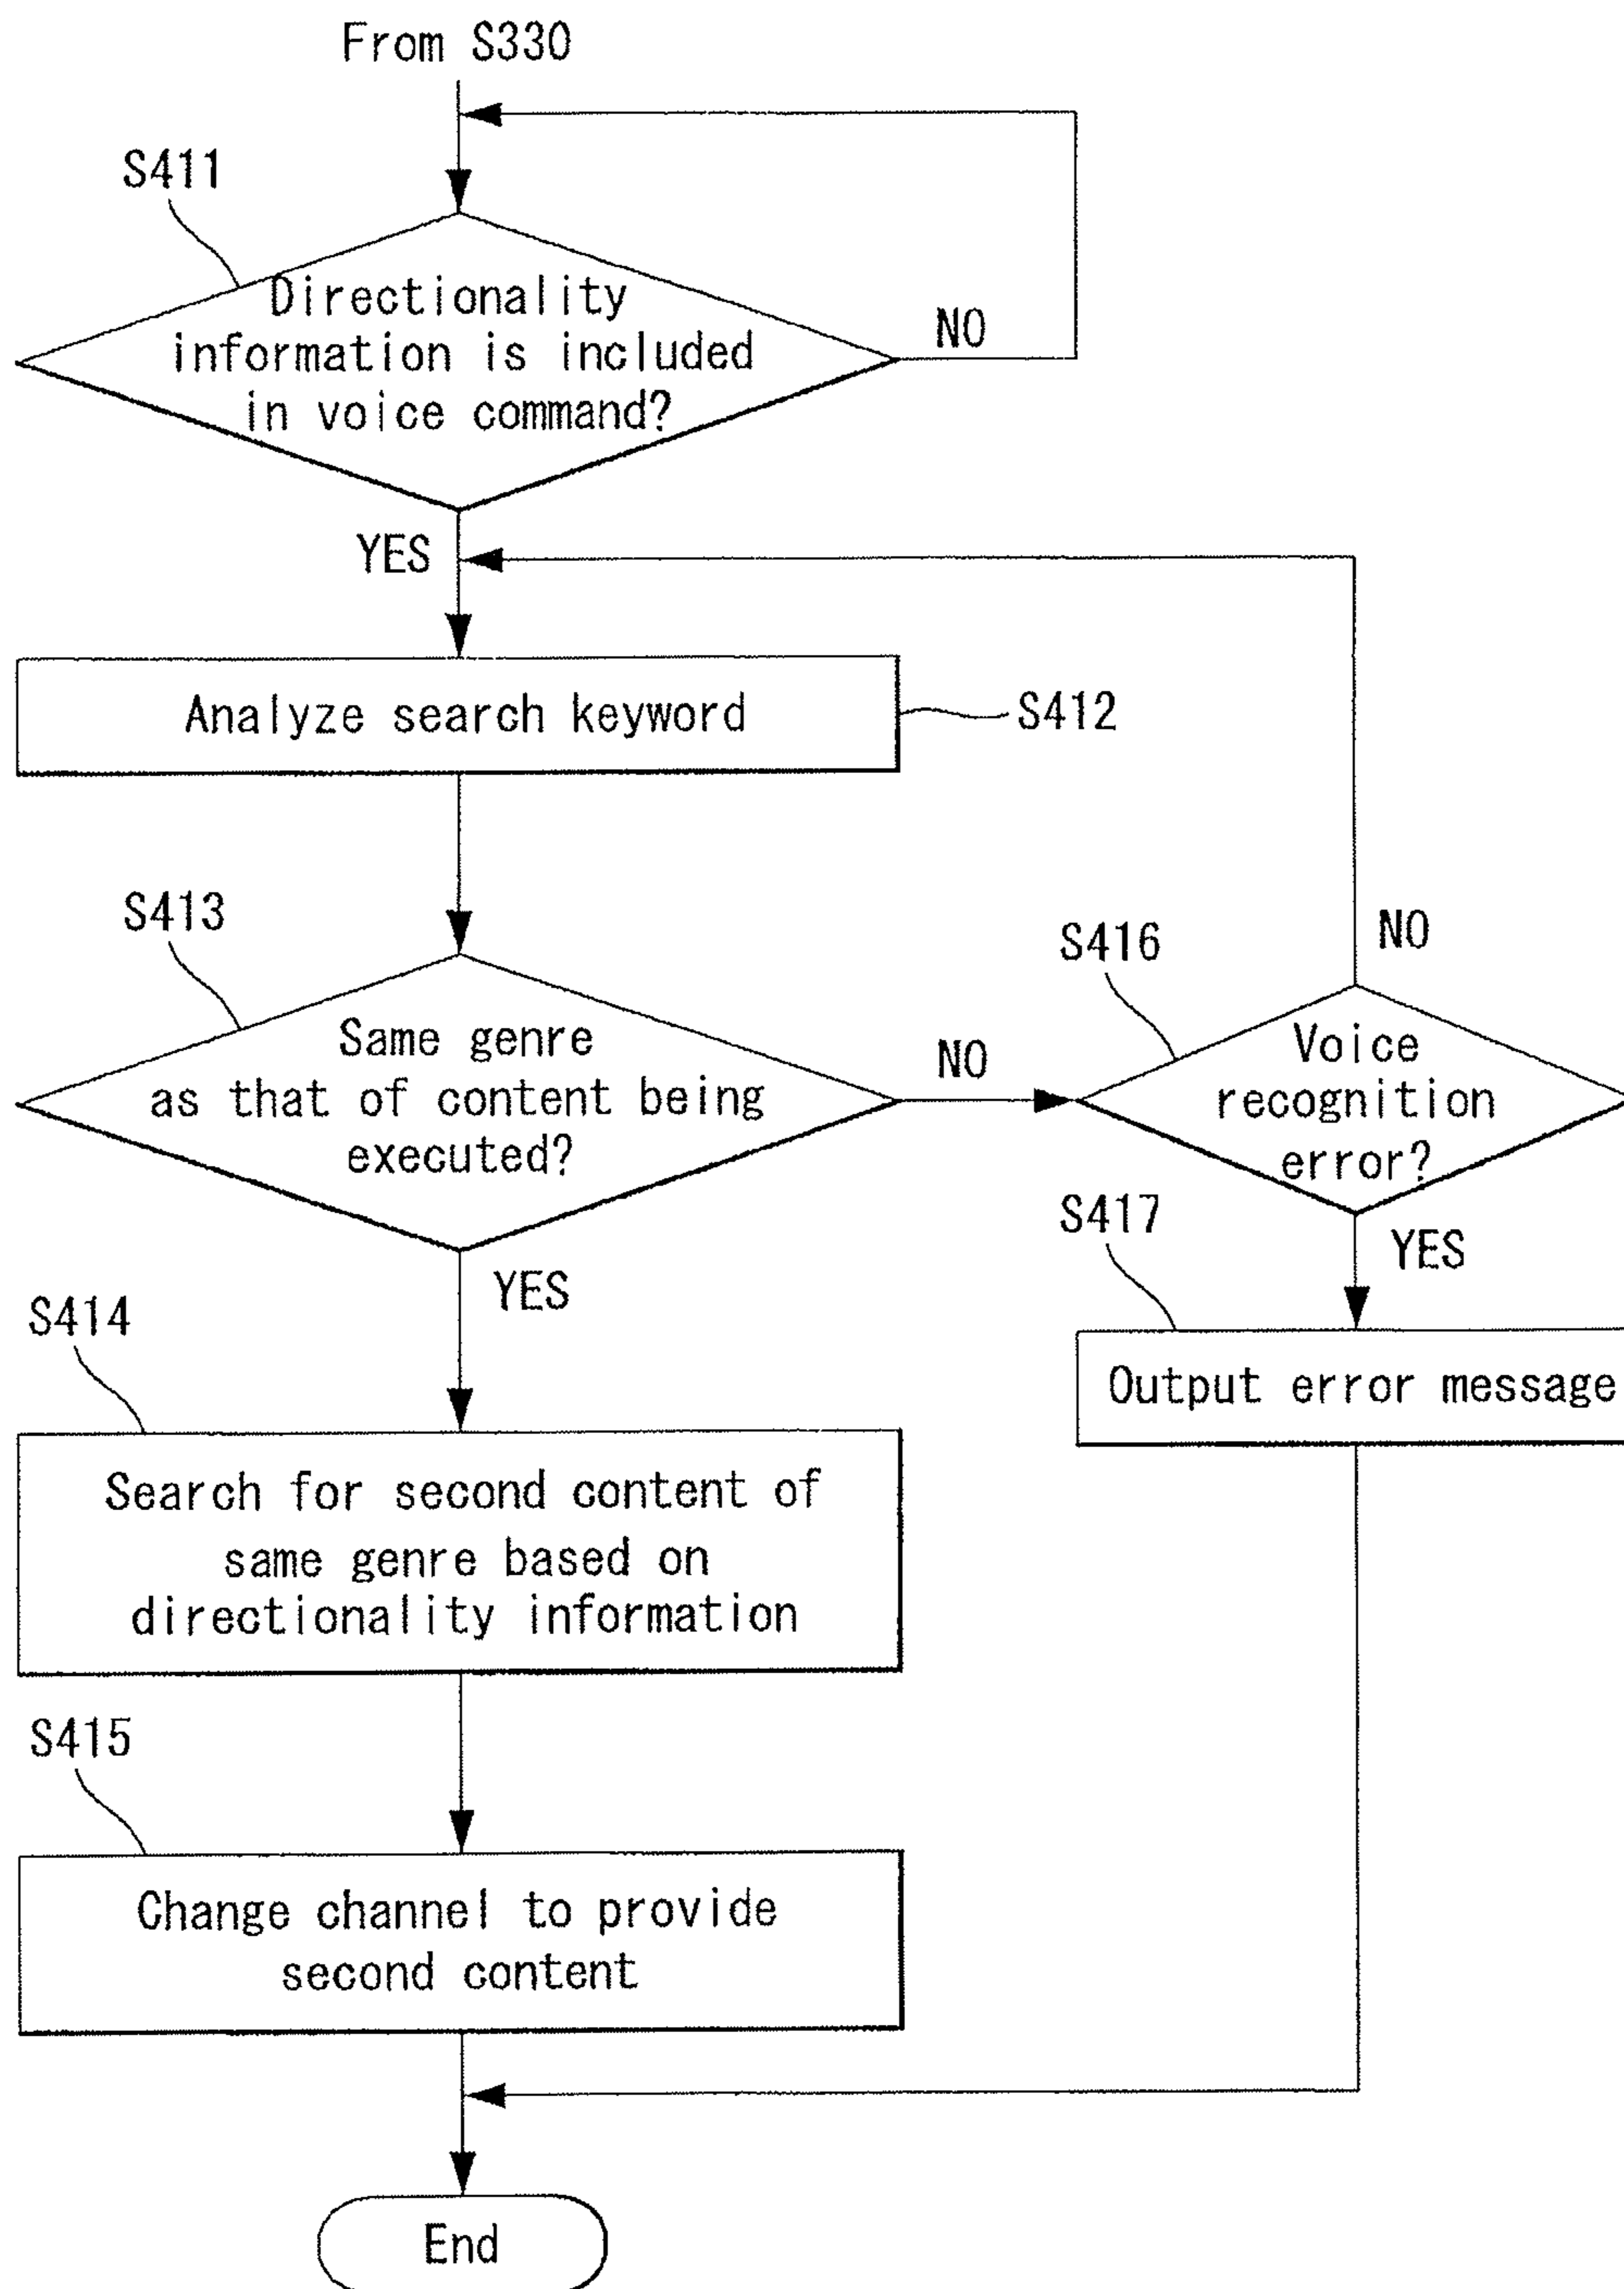 From S330
S411
Directionality
information is included
in voice command?
NO
YES
Analyze search keyword
S412
S413
Same genre
as that of content being
executed?
NO
S416
NO
Voice
recognition
error?
YES
S417
YES
Output error message
S414
Search for second content of
same genre based on
directionality information
S415
Change channel to provide
second content
End